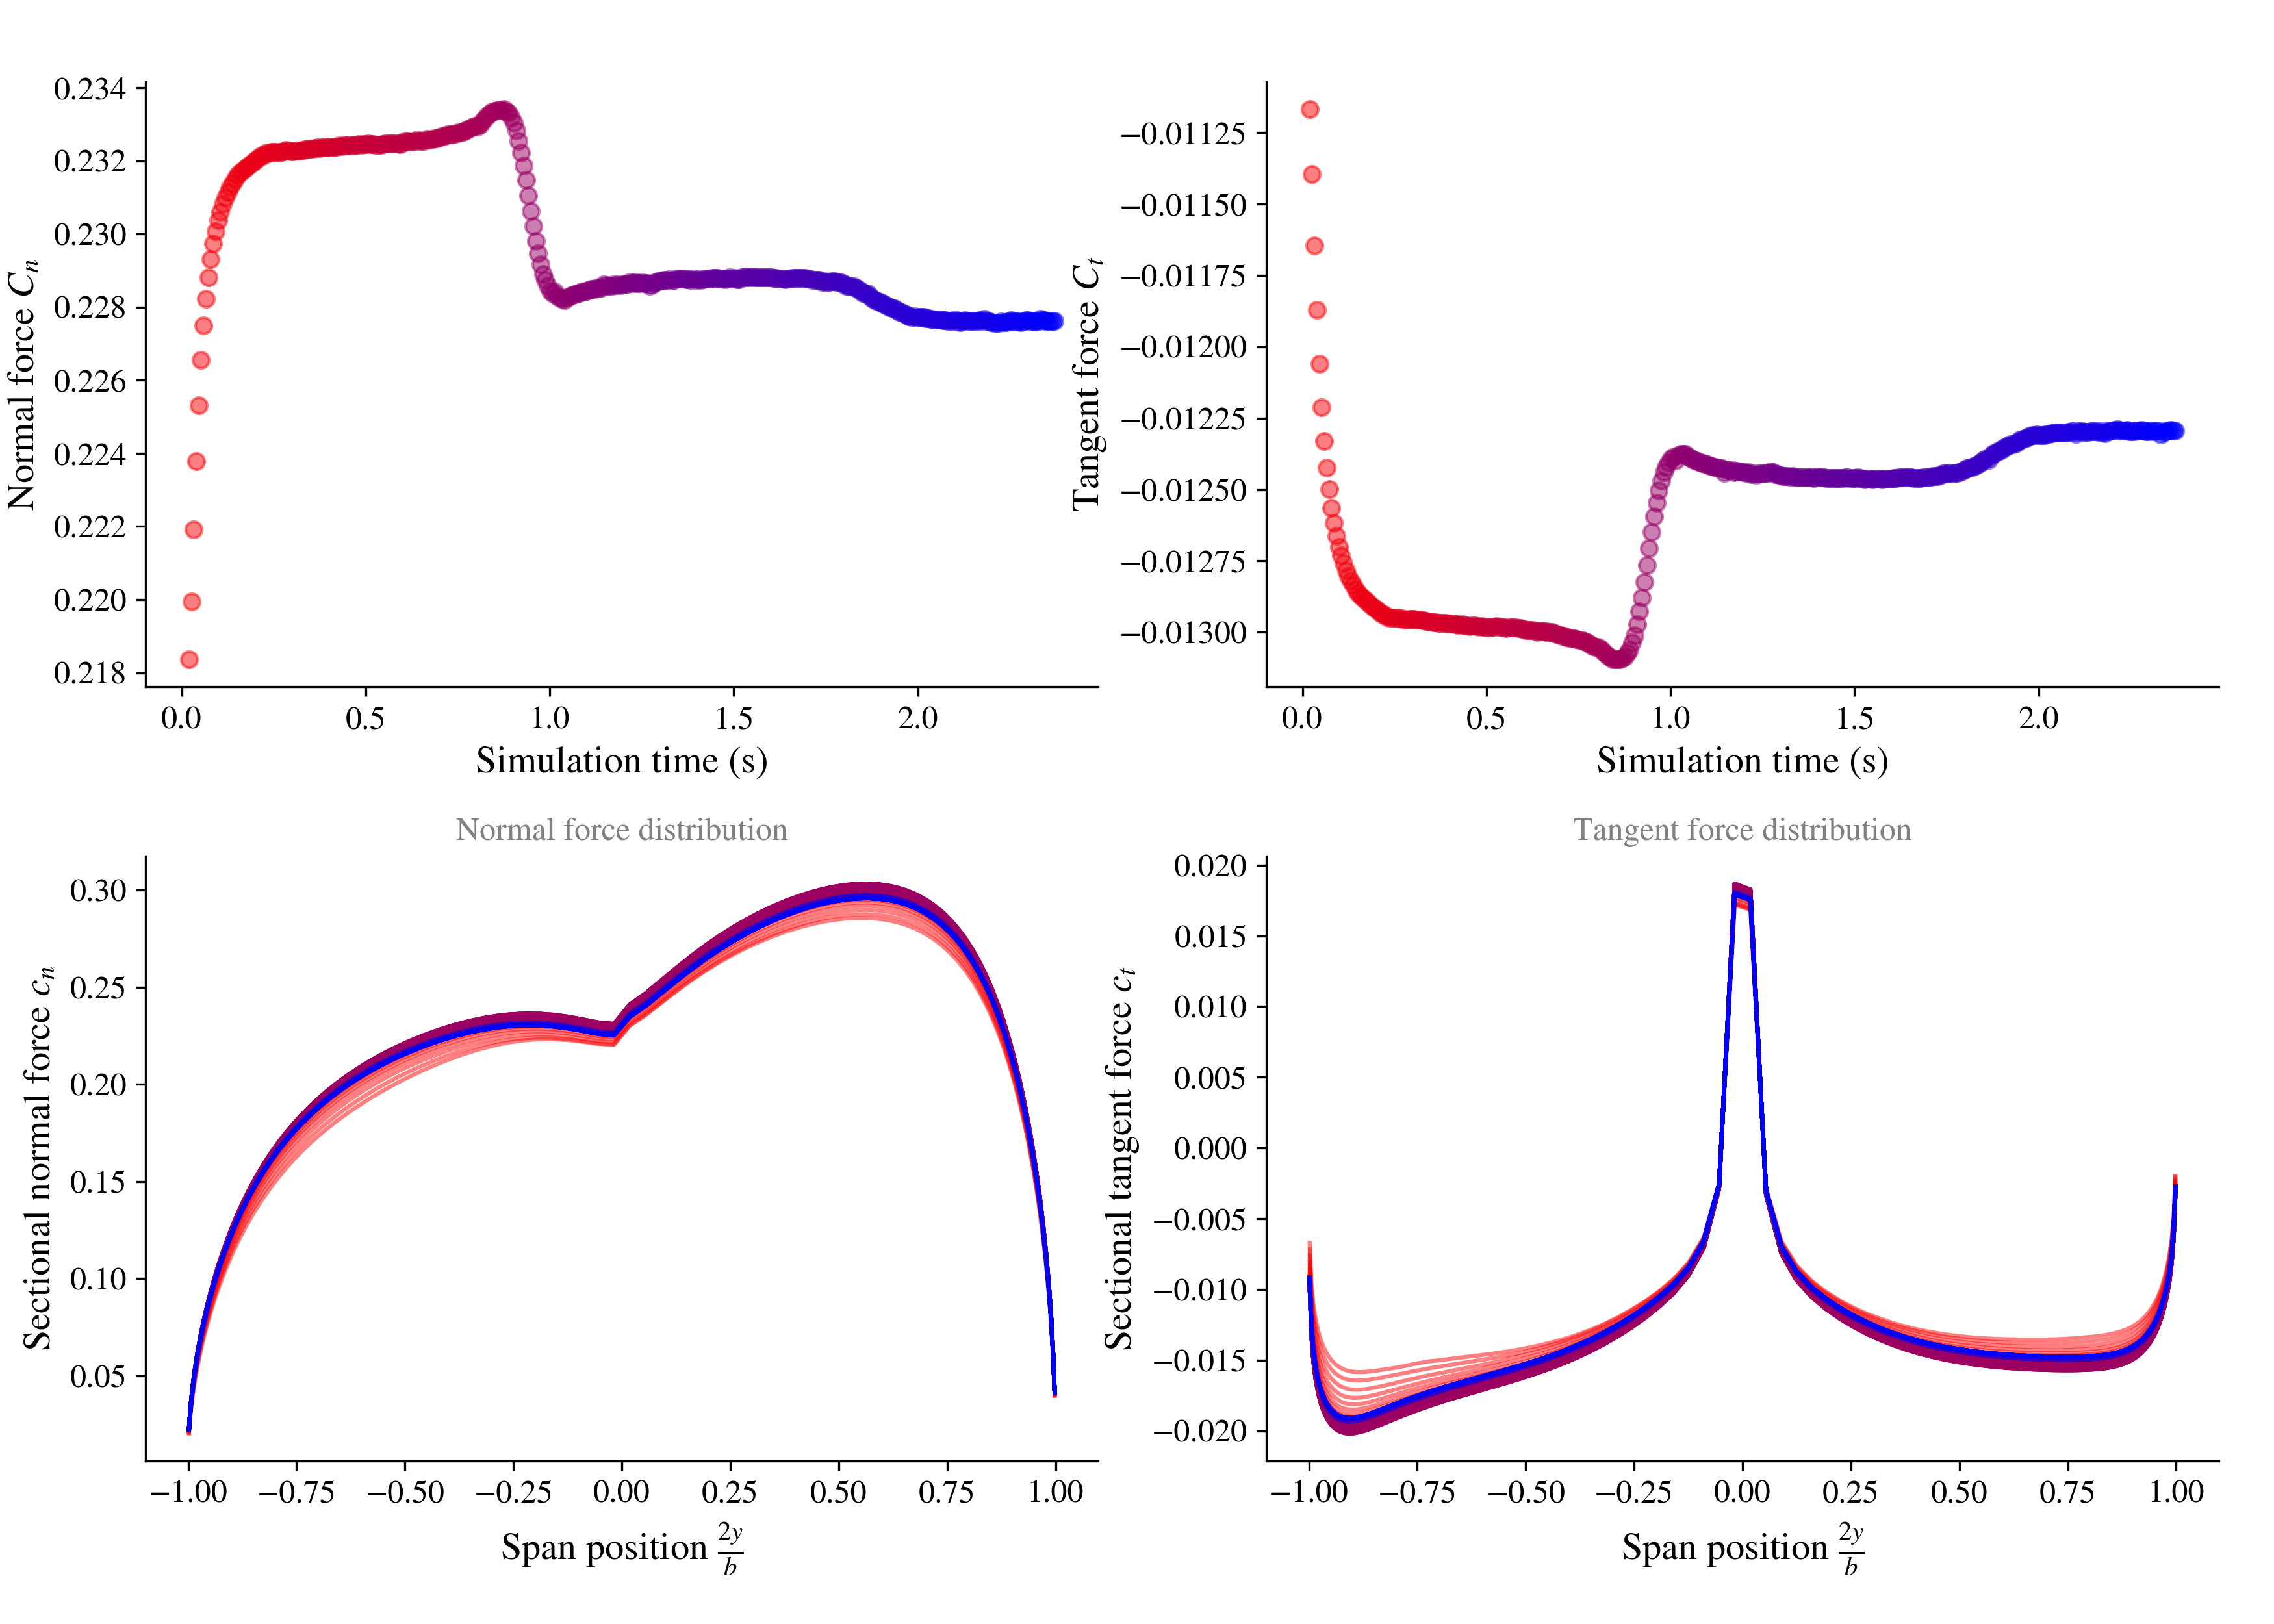 0.234
0.232
0.230
0.228
0.226
0.224
0.222
0.220
0.218
Normal force Cₙ
0.0 0.5 1.0 1.5 2.0
Simulation time (s)
−0.01125
−0.01150
−0.01175
−0.01200
−0.01225
−0.01250
−0.01275
−0.01300
Tangent force Cₜ
0.0 0.5 1.0 1.5 2.0
Simulation time (s)
Normal force distribution
0.30
0.25
0.20
0.15
0.10
0.05
Sectional normal force cₙ
−1.00 −0.75 −0.50 −0.25 0.00 0.25 0.50 0.75 1.00
Span position 2y/b
Tangent force distribution
0.020
0.015
0.010
0.005
0.000
−0.005
−0.010
−0.015
−0.020
Sectional tangent force cₜ
−1.00 −0.75 −0.50 −0.25 0.00 0.25 0.50 0.75 1.00
Span position 2y/b